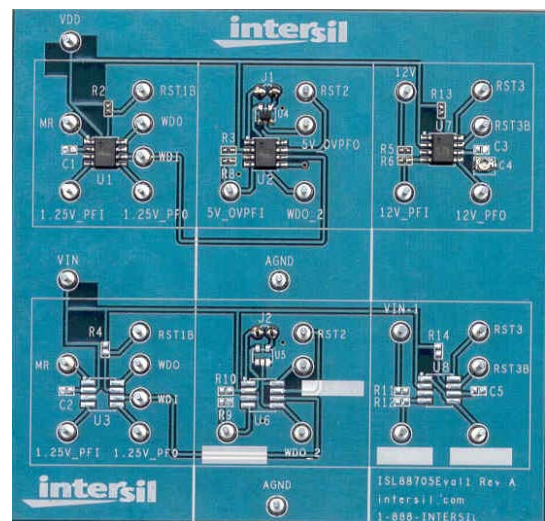 VDD
intersil
J1
12V
R2
RST1B
RST2
R13
RST3
U4
MR
WDO
5V_OVPFO
U7
RST3B
R3
C3
C1
WDI
R5
R6
C4
U1
R8
U2
1.25V_PFI
1.25V_PFO
5V_OVPFI
WDO_2
12V_PFI
12V_PFO
VIN
AGND
J2
VIN-1
R4
RST1B
RST2
R14
RST3
U5
MR
WDO
U8
RST3B
R10
C2
WDI
R11
R12
C5
U3
R9
U6
1.25V_PFI
1.25V_PFO
WDO_2
ISL88705Eval1 Rev A
intersil
AGND
intersil.com
1-888-INTERSIL